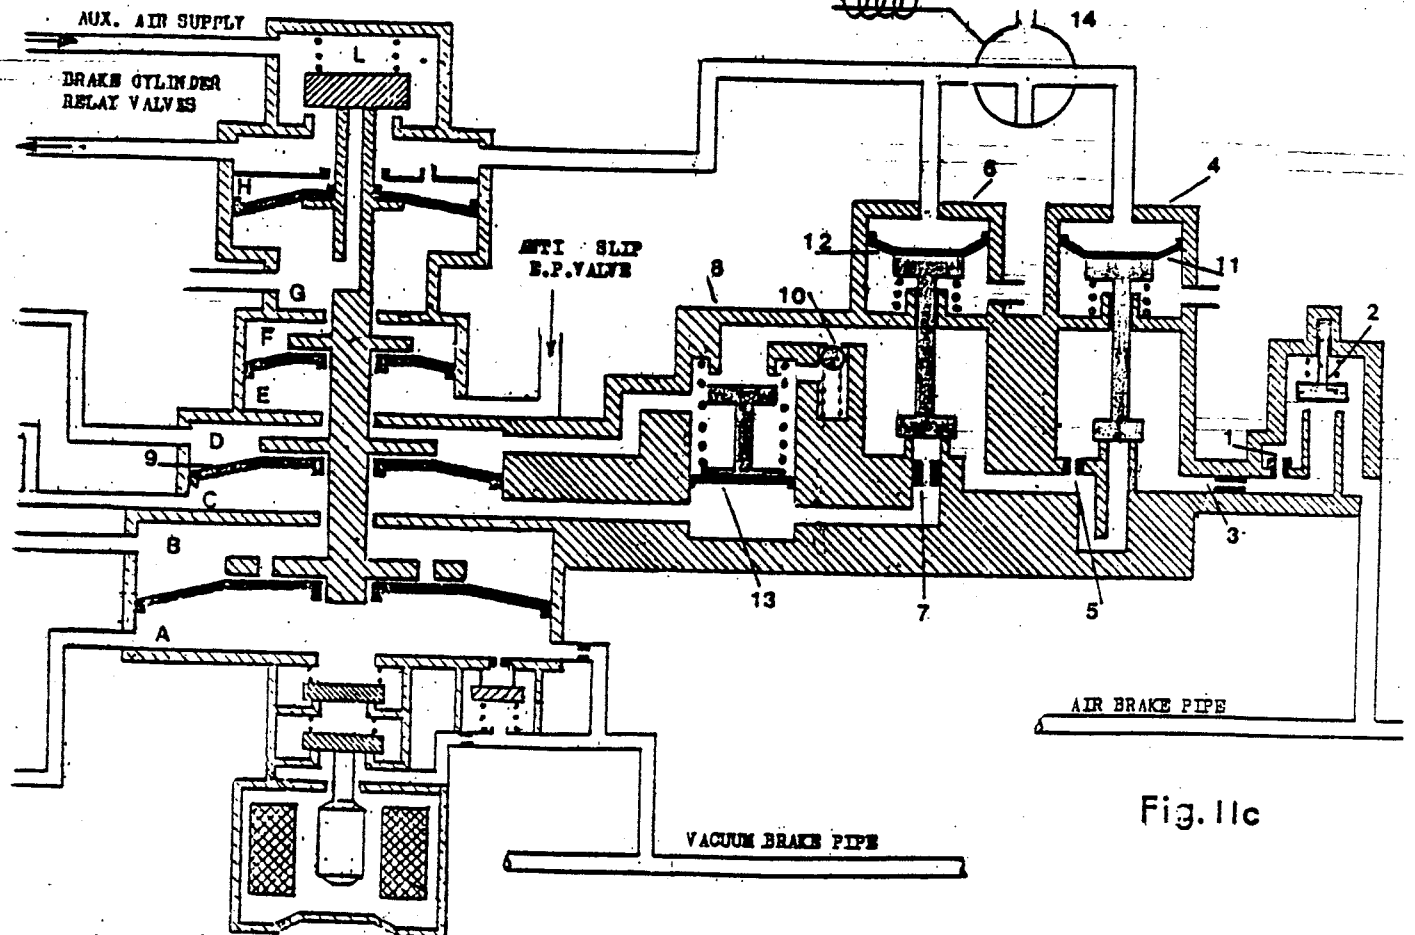 AUX. AIR SUPPLY
14
L
BRAKE CYLINDER
RELAY VALVES
H
6
4
ANTI SLIP
E.P.VALVE
12
11
8
10
G
F
2
E
D
1
9
C
3
B
13
7
5
A
AIR BRAKE PIPE
Fig. 11c
VACUUM BRAKE PIPE